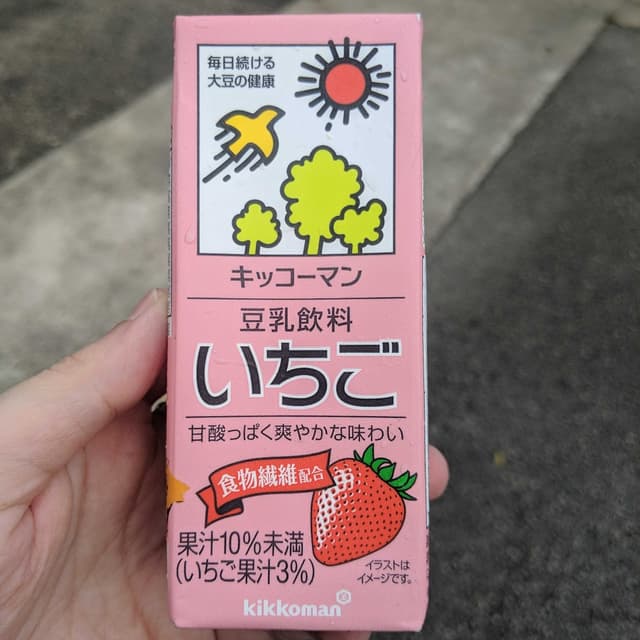 毎日続ける
大豆の健康
キッコーマン
豆乳飲料
いちご
甘酸っぱく爽やかな味わい
食物繊維配合
果汁10%未満
(いちご果汁3%)
イラストは
イメージです。
kikkoman